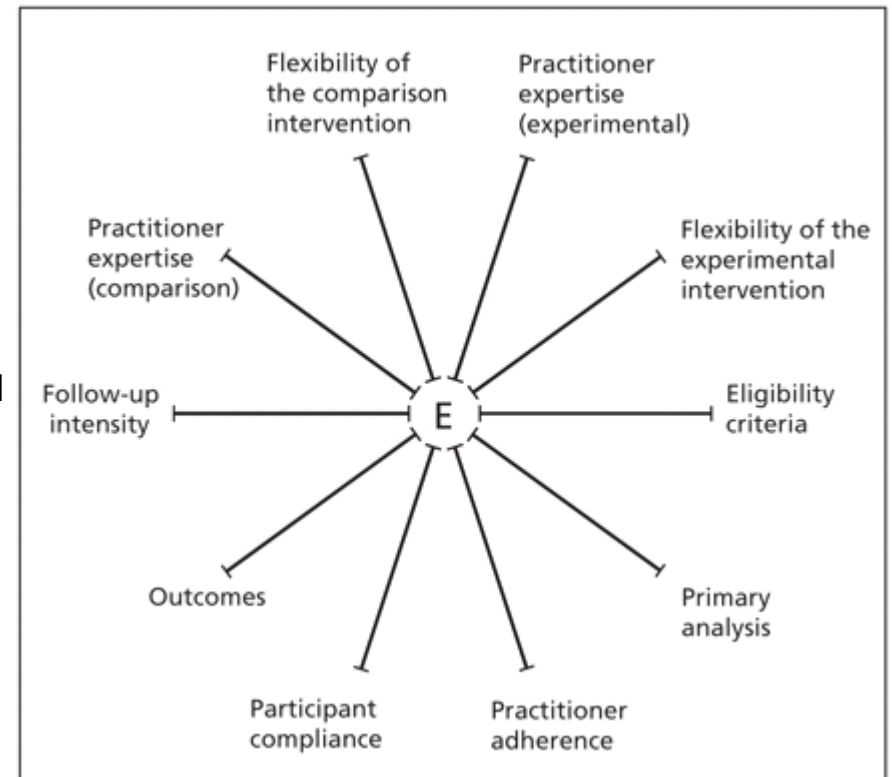 Flexibility of
the comparison
intervention
Practitioner
expertise
(experimental)
Practitioner
expertise
(comparison)
Flexibility of the
experimental
intervention
Follow-up
intensity
E
Eligibility
criteria
Outcomes
Primary
analysis
Participant
compliance
Practitioner
adherence